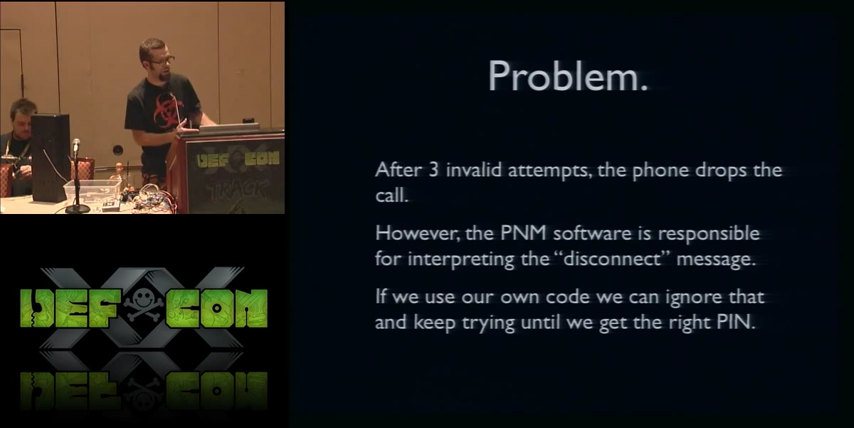 Problem.
After 3 invalid attempts, the phone drops the
call.
However, the PNM software is responsible
for interpreting the “disconnect” message.
If we use our own code we can ignore that
and keep trying until we get the right PIN.
DEF CON
TRACK
XX
DEF CON